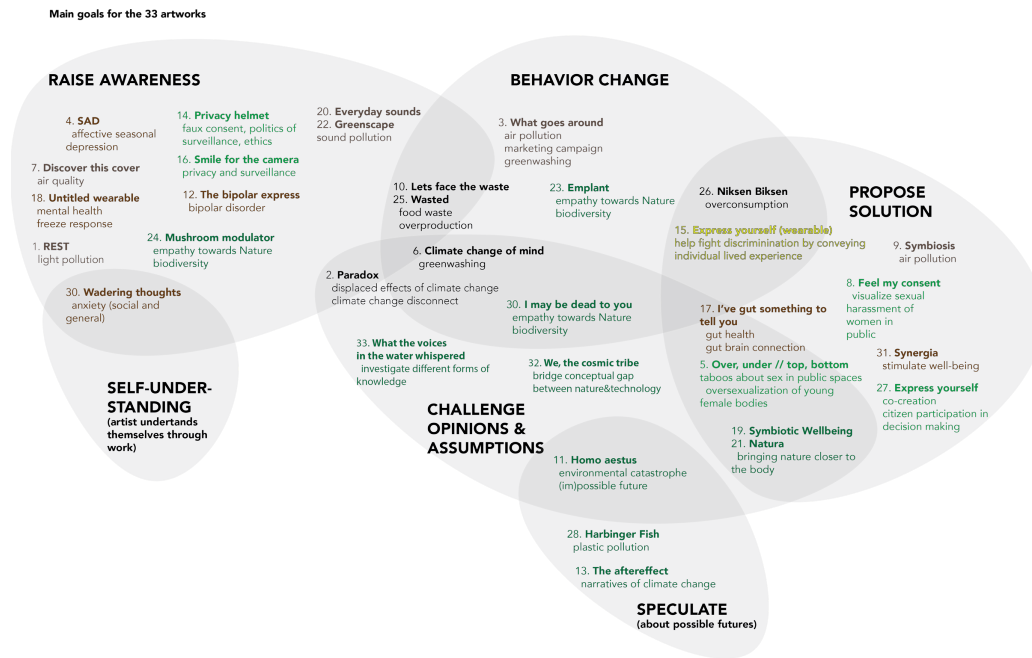 Main goals for the 33 artworks
RAISE AWARENESS
4. SAD
affective seasonal
depression
14. Privacy helmet
faux consent, politics of
surveillance, ethics
20. Everyday sounds
22. Greenscape
sound pollution
7. Discover this cover
air quality
16. Smile for the camera
privacy and surveillance
18. Untitled wearable
mental health
freeze response
12. The bipolar express
bipolar disorder
1. REST
light pollution
24. Mushroom modulator
empathy towards Nature
biodiversity
30. Wadering thoughts
anxiety (social and
general)
SELF-UNDER-
STANDING
(artist undertands
themselves through
work)
BEHAVIOR CHANGE
3. What goes around
air pollution
marketing campaign
greenwashing
10. Lets face the waste
25. Wasted
food waste
overproduction
23. Emplant
empathy towards Nature
biodiversity
26. Niksen Biksen
overconsumption
15. Express yourself (wearable)
help fight discriminination by conveying
individual lived experience
6. Climate change of mind
greenwashing
2. Paradox
displaced effects of climate change
climate change disconnect
30. I may be dead to you
empathy towards Nature
biodiversity
33. What the voices
in the water whispered
investigate different forms of
knowledge
32. We, the cosmic tribe
bridge conceptual gap
between nature&technology
CHALLENGE
OPINIONS &
ASSUMPTIONS
PROPOSE
SOLUTION
9. Symbiosis
air pollution
8. Feel my consent
visualize sexual
harassment of
women in
public
17. I've gut something to
tell you
gut health
gut brain connection
31. Synergia
stimulate well-being
5. Over, under // top, bottom
taboos about sex in public spaces
oversexualization of young
female bodies
27. Express yourself
co-creation
citizen participation in
decision making
19. Symbiotic Wellbeing
21. Natura
bringing nature closer to
the body
11. Homo aestus
environmental catastrophe
(im)possible future
28. Harbinger Fish
plastic pollution
13. The aftereffect
narratives of climate change
SPECULATE
(about possible futures)